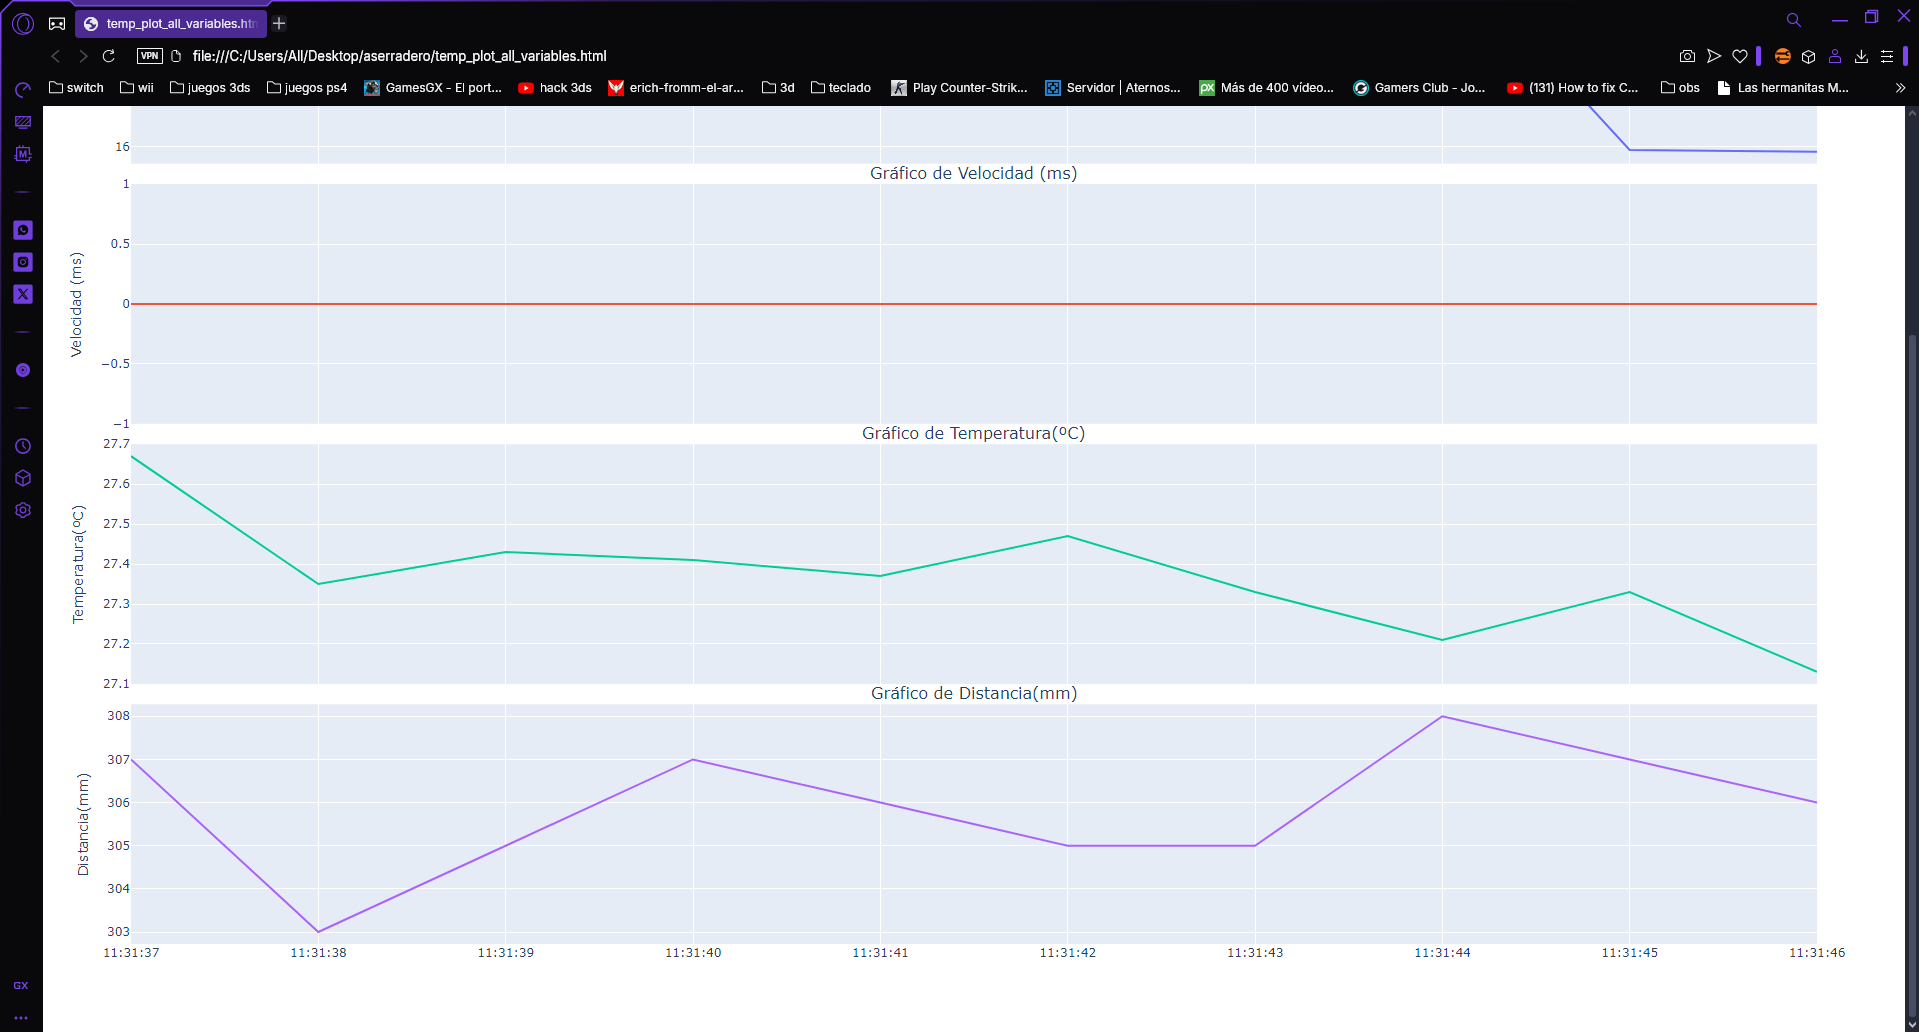 temp_plot_all_variables.htm
VPN file:///C:/Users/All/Desktop/aserradero/temp_plot_all_variables.html
switch wii juegos 3ds juegos ps4 GamesGX - El port... hack 3ds erich-fromm-el-ar... 3d teclado Play Counter-Strik... Servidor | Aternos... Más de 400 vídeo... Gamers Club - Jo... (131) How to fix C... obs Las hermanitas M...
16
Gráfico de Velocidad (ms)
1
0.5
0
−0.5
−1
Velocidad (ms)
Gráfico de Temperatura(ºC)
27.7
27.6
27.5
27.4
27.3
27.2
27.1
Temperatura(ºC)
Gráfico de Distancia(mm)
308
307
306
305
304
303
Distancia(mm)
11:31:37 11:31:38 11:31:39 11:31:40 11:31:41 11:31:42 11:31:43 11:31:44 11:31:45 11:31:46
GX